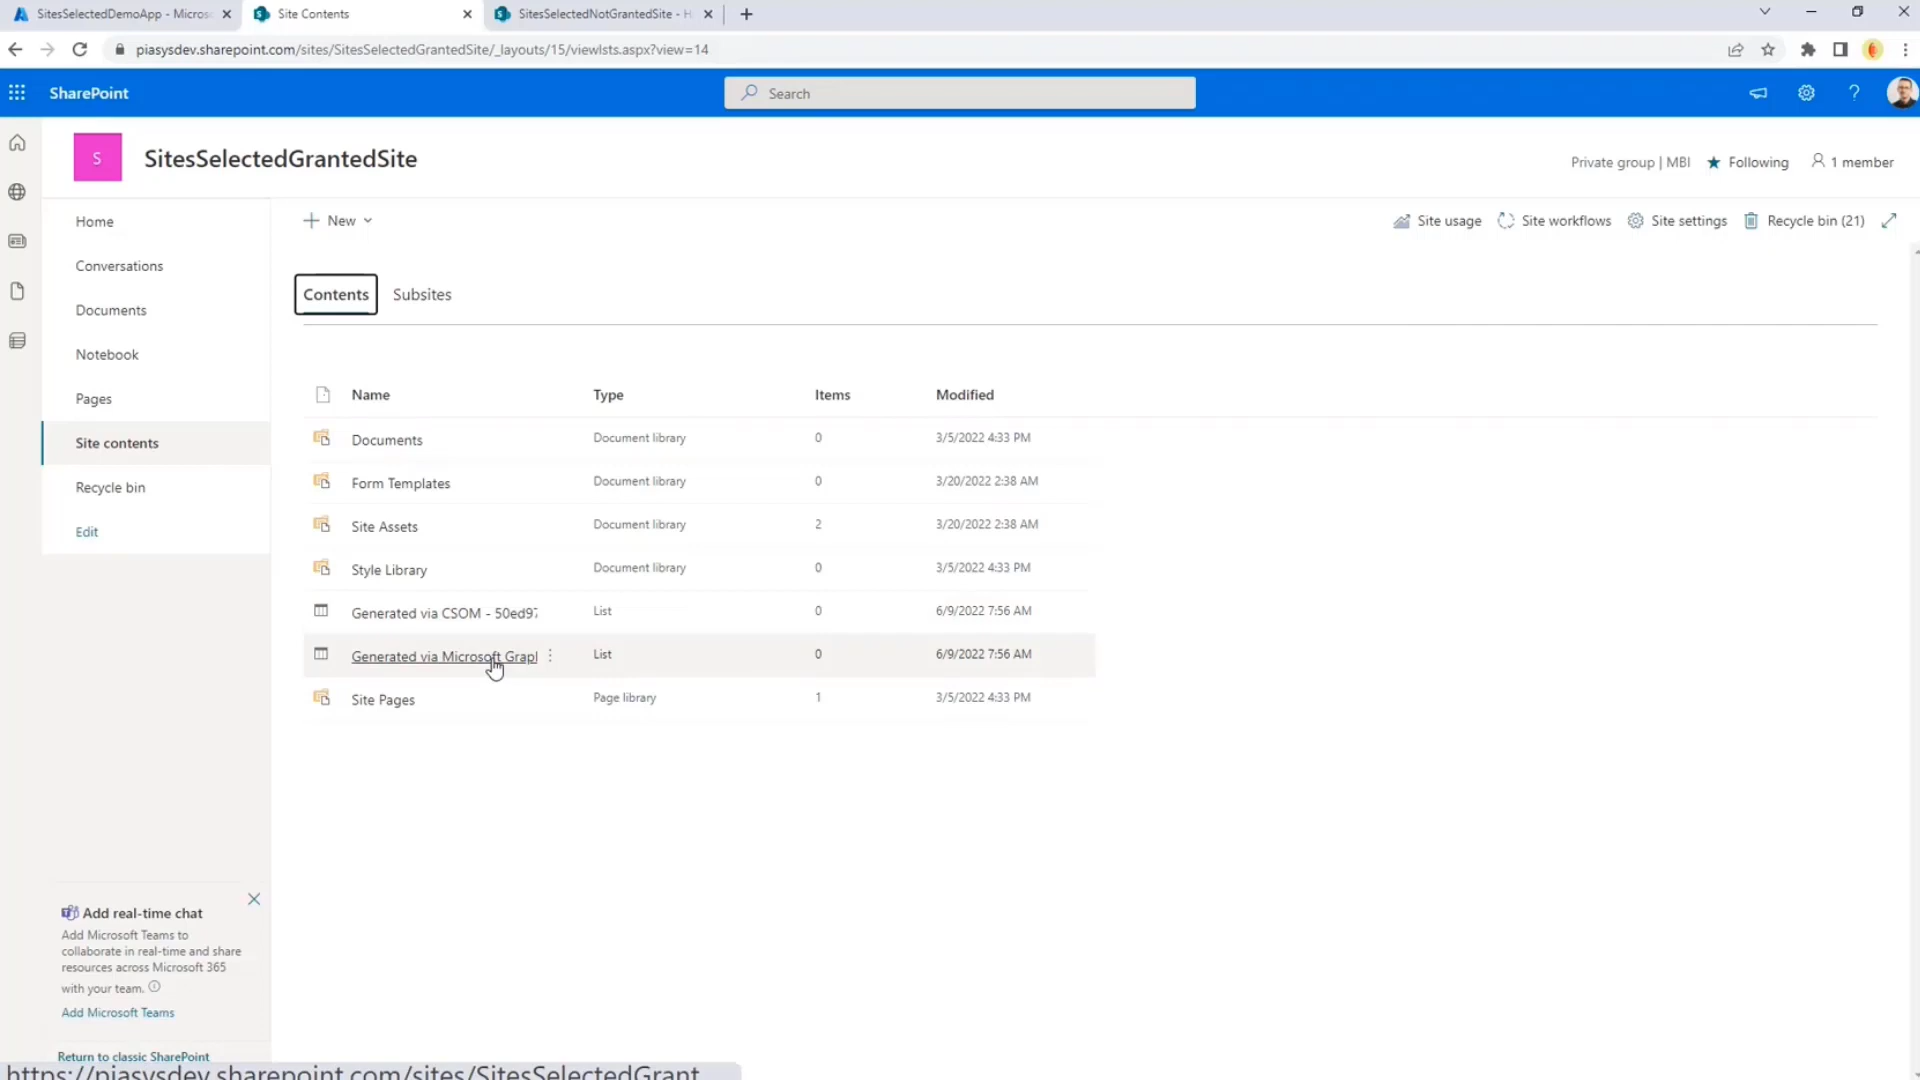 SitesSelectedDemoApp - Micros
Site Contents
SitesSelectedNotGrantedSite - H
piasysdev.sharepoint.com/sites/SitesSelectedGrantedSite/_layouts/15/viewlsts.aspx?view=14
SharePoint
Search
S
SitesSelectedGrantedSite
Private group | MBI
Following
1 member
Home
Conversations
Documents
Notebook
Pages
Site contents
Recycle bin
Edit
New
Site usage
Site workflows
Site settings
Recycle bin (21)
Contents
Subsites
Name Type Items Modified
Documents Document library 0 3/5/2022 4:33 PM
Form Templates Document library 0 3/20/2022 2:38 AM
Site Assets Document library 2 3/20/2022 2:38 AM
Style Library Document library 0 3/5/2022 4:33 PM
Generated via CSOM - 50ed97 List 0 6/9/2022 7:56 AM
Generated via Microsoft Grap List 0 6/9/2022 7:56 AM
Site Pages Page library 1 3/5/2022 4:33 PM
Add real-time chat
Add Microsoft Teams to
collaborate in real-time and share
resources across Microsoft 365
with your team.
Add Microsoft Teams
Return to classic SharePoint
https://piasysdev.sharepoint.com/sites/SitesSelectedGrant